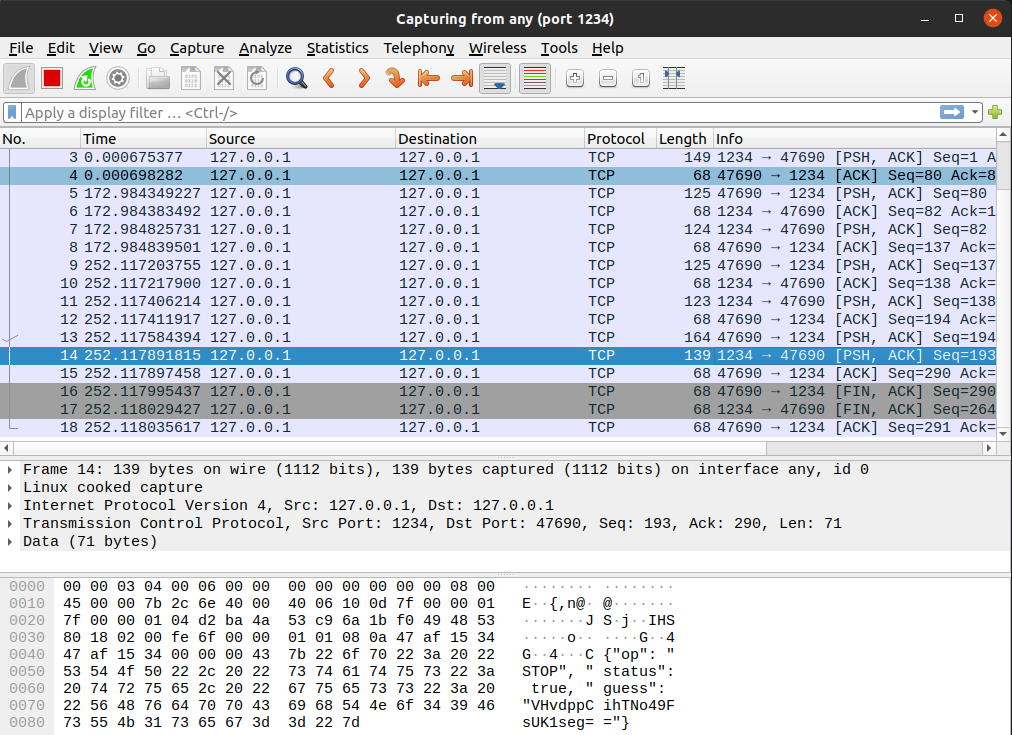 Capturing from any (port 1234)
File Edit View Go Capture Analyze Statistics Telephony Wireless Tools Help
Apply a display filter … <Ctrl-/>
No. Time Source Destination Protocol Length Info
3 0.000675377 127.0.0.1 127.0.0.1 TCP 149 1234 → 47690 [PSH, ACK] Seq=1 A
4 0.000698282 127.0.0.1 127.0.0.1 TCP 68 47690 → 1234 [ACK] Seq=80 Ack=8
5 172.984349227 127.0.0.1 127.0.0.1 TCP 125 47690 → 1234 [PSH, ACK] Seq=80
6 172.984383492 127.0.0.1 127.0.0.1 TCP 68 1234 → 47690 [ACK] Seq=82 Ack=1
7 172.984825731 127.0.0.1 127.0.0.1 TCP 124 1234 → 47690 [PSH, ACK] Seq=82
8 172.984839501 127.0.0.1 127.0.0.1 TCP 68 47690 → 1234 [ACK] Seq=137 Ack=
9 252.117203755 127.0.0.1 127.0.0.1 TCP 125 47690 → 1234 [PSH, ACK] Seq=137
10 252.117217900 127.0.0.1 127.0.0.1 TCP 68 1234 → 47690 [ACK] Seq=138 Ack=
11 252.117406214 127.0.0.1 127.0.0.1 TCP 123 1234 → 47690 [PSH, ACK] Seq=138
12 252.117411917 127.0.0.1 127.0.0.1 TCP 68 47690 → 1234 [ACK] Seq=194 Ack=
13 252.117584394 127.0.0.1 127.0.0.1 TCP 164 47690 → 1234 [PSH, ACK] Seq=194
14 252.117891815 127.0.0.1 127.0.0.1 TCP 139 1234 → 47690 [PSH, ACK] Seq=193
15 252.117897458 127.0.0.1 127.0.0.1 TCP 68 47690 → 1234 [ACK] Seq=290 Ack=
16 252.117995437 127.0.0.1 127.0.0.1 TCP 68 47690 → 1234 [FIN, ACK] Seq=290
17 252.118029427 127.0.0.1 127.0.0.1 TCP 68 1234 → 47690 [FIN, ACK] Seq=264
18 252.118035617 127.0.0.1 127.0.0.1 TCP 68 47690 → 1234 [ACK] Seq=291 Ack=
Frame 14: 139 bytes on wire (1112 bits), 139 bytes captured (1112 bits) on interface any, id 0
Linux cooked capture
Internet Protocol Version 4, Src: 127.0.0.1, Dst: 127.0.0.1
Transmission Control Protocol, Src Port: 1234, Dst Port: 47690, Seq: 193, Ack: 290, Len: 71
Data (71 bytes)
0000 00 00 03 04 00 06 00 00 00 00 00 00 00 00 08 00 ········ ········
0010 45 00 00 7b 2c 6e 40 00 40 06 10 0d 7f 00 00 01 E··{,n@· @·······
0020 7f 00 00 01 04 d2 ba 4a 53 c9 6a 1b f0 49 48 53 ·······J S·j··IHS
0030 80 18 02 00 fe 6f 00 00 01 01 08 0a 47 af 15 34 ·····o·· ····G··4
0040 47 af 15 34 00 00 00 43 7b 22 6f 70 22 3a 20 22 G··4···C {"op": "
0050 53 54 4f 50 22 2c 20 22 73 74 61 74 75 73 22 3a STOP", " status":
0060 20 74 72 75 65 2c 20 22 67 75 65 73 73 22 3a 20 true, " guess":
0070 22 56 48 76 64 70 70 43 69 68 54 4e 6f 34 39 46 "VHvdppC ihTNo49F
0080 73 55 4b 31 73 65 67 3d 3d 22 7d sUK1seg= ="}